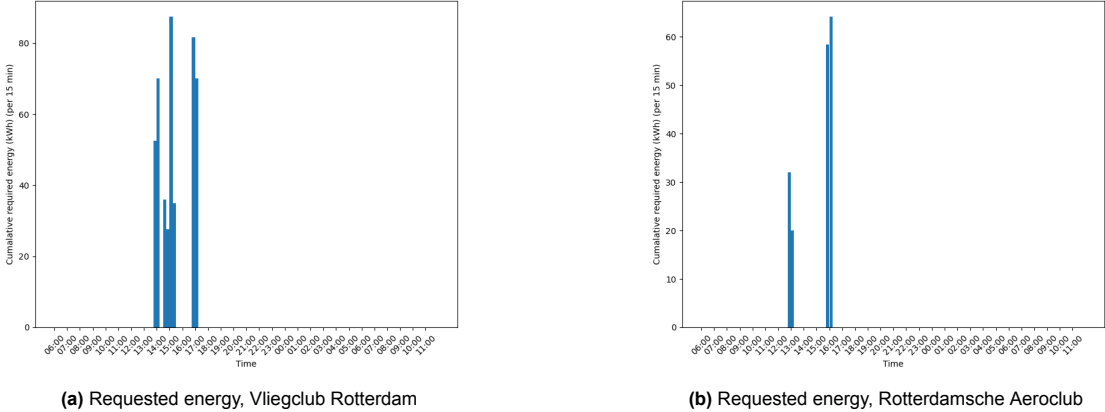 Cumalative required energy (kWh) (per 15 min)
80
60
40
20
0
06:00 07:00 08:00 09:00 10:00 11:00 12:00 13:00 14:00 15:00 16:00 17:00 18:00 19:00 20:00 21:00 22:00 23:00 00:00 01:00 02:00 03:00 04:00 05:00 06:00 07:00 08:00 09:00 10:00 11:00
Time
(a) Requested energy, Vliegclub Rotterdam
Cumalative required energy (kWh) (per 15 min)
60
50
40
30
20
10
0
06:00 07:00 08:00 09:00 10:00 11:00 12:00 13:00 14:00 15:00 16:00 17:00 18:00 19:00 20:00 21:00 22:00 23:00 00:00 01:00 02:00 03:00 04:00 05:00 06:00 07:00 08:00 09:00 10:00 11:00
Time
(b) Requested energy, Rotterdamsche Aeroclub